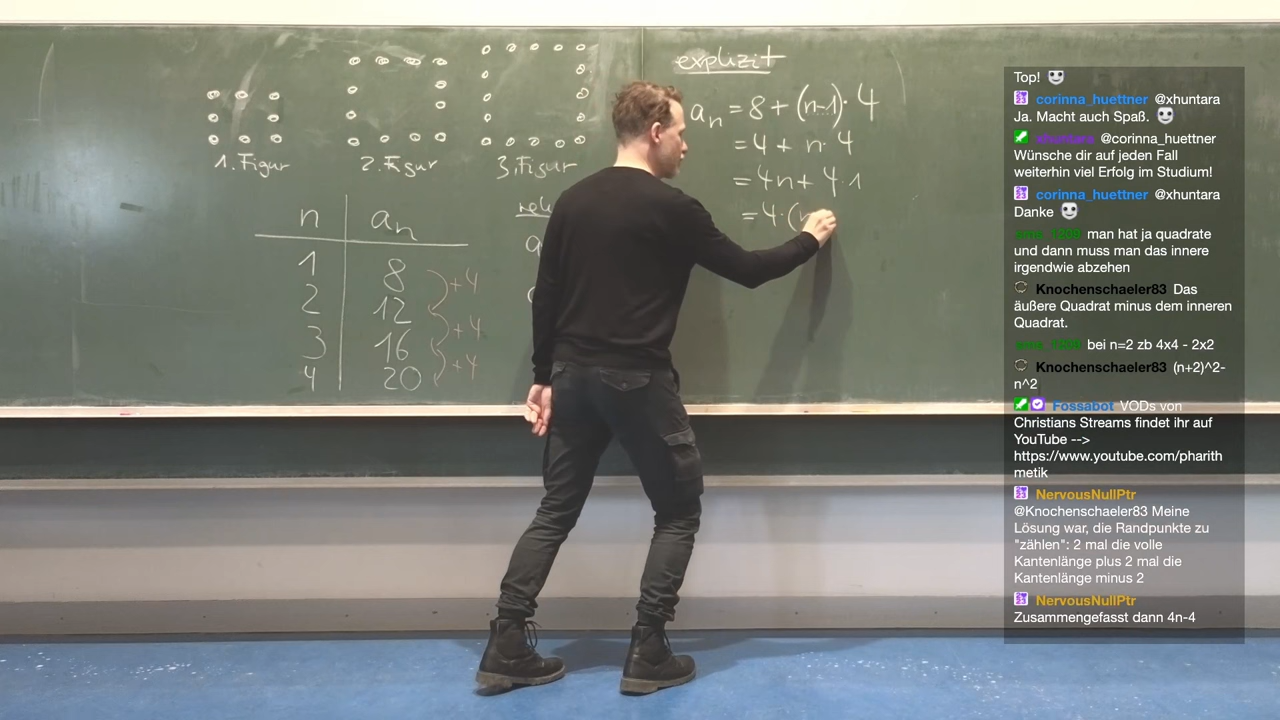 explizit
a_n = 8 + (n-1)·4
= 4 + n·4
= 4n + 4·1
= 4·(
1. Figur
2. Figur
3. Figur
n a_n
1 8
2 12
3 16
4 20
+4
+4
+4
Top!
corinna_huettner @xhuntara
Ja. Macht auch Spaß.
xhuntara @corinna_huettner
Wünsche dir auf jeden Fall
weiterhin viel Erfolg im Studium!
corinna_huettner @xhuntara
Danke
man hat ja quadrate
und dann muss man das innere
irgendwie abzehen
Knochenschaeler83 Das
äußere Quadrat minus dem inneren
Quadrat.
bei n=2 zb 4x4 - 2x2
Knochenschaeler83 (n+2)^2-
n^2
Fossabot VODs von
Christians Streams findet ihr auf
YouTube -->
https://www.youtube.com/pharith
metik
NervousNullPtr
@Knochenschaeler83 Meine
Lösung war, die Randpunkte zu
"zählen": 2 mal die volle
Kantenlänge plus 2 mal die
Kantenlänge minus 2
NervousNullPtr
Zusammengefasst dann 4n-4